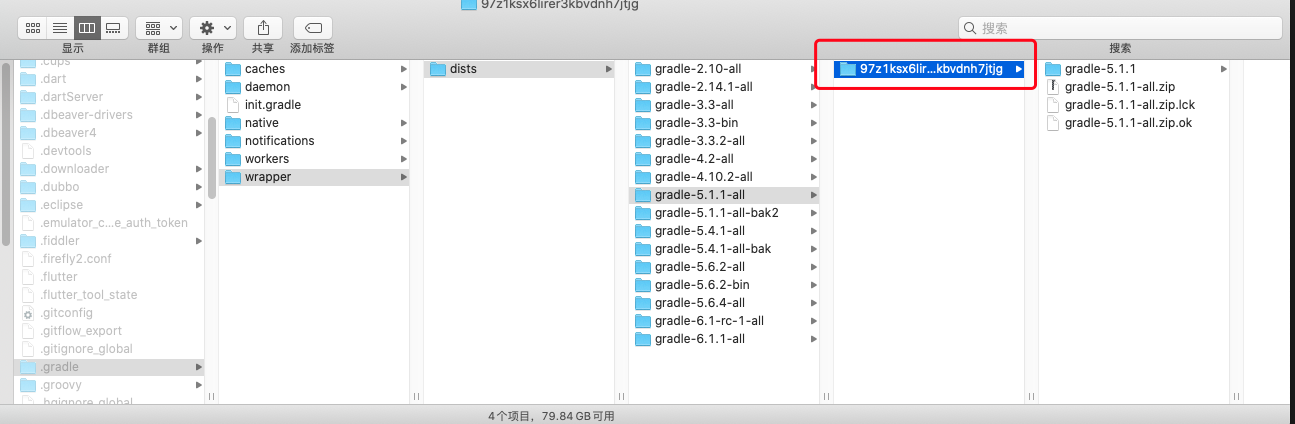 97z1ksx6lirer3kbvdnh7jtjg
显示
群组
操作
共享
添加标签
搜索
搜索
.cups
.dart
.dartServer
.dbeaver-drivers
.dbeaver4
.devtools
.downloader
.dubbo
.eclipse
.emulator_c...e_auth_token
.fiddler
.firefly2.conf
.flutter
.flutter_tool_state
.gitconfig
.gitflow_export
.gitignore_global
.gradle
.groovy
.hgignore_global
caches
daemon
init.gradle
native
notifications
workers
wrapper
dists
gradle-2.10-all
gradle-2.14.1-all
gradle-3.3-all
gradle-3.3-bin
gradle-3.3.2-all
gradle-4.2-all
gradle-4.10.2-all
gradle-5.1.1-all
gradle-5.1.1-all-bak2
gradle-5.4.1-all
gradle-5.4.1-all-bak
gradle-5.6.2-all
gradle-5.6.2-bin
gradle-5.6.4-all
gradle-6.1-rc-1-all
gradle-6.1.1-all
97z1ksx6lir...kbvdnh7jtjg
gradle-5.1.1
gradle-5.1.1-all.zip
gradle-5.1.1-all.zip.lck
gradle-5.1.1-all.zip.ok
4个项目，79.84 GB可用